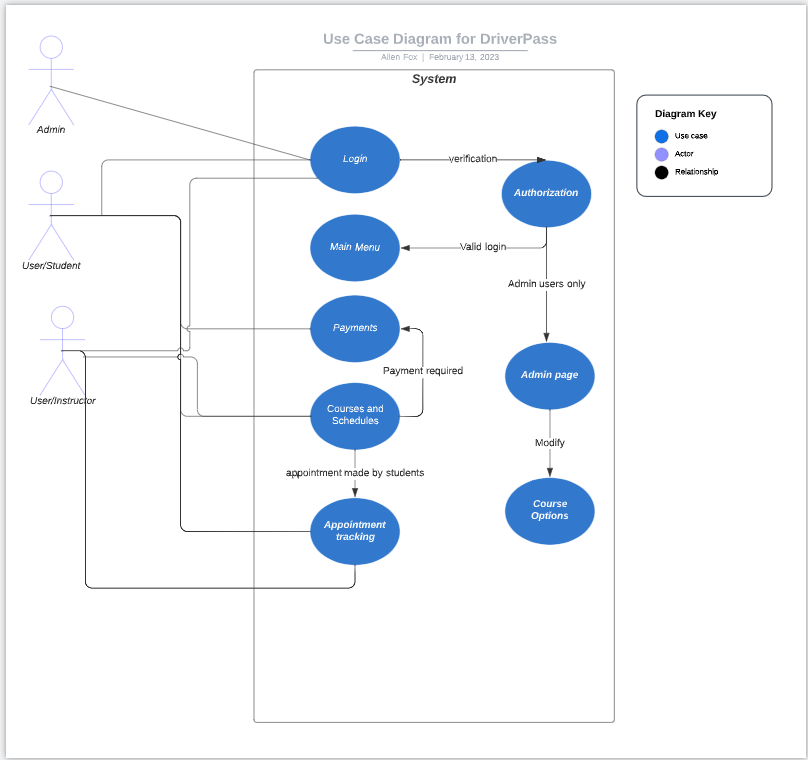 Use Case Diagram for DriverPass
Allen Fox | February 13, 2023
System
Admin
User/Student
User/Instructor
Login
verification
Authorization
Main Menu
Valid login
Admin users only
Payments
Payment required
Admin page
Courses and
Schedules
Modify
appointment made by students
Course
Options
Appointment
tracking
Diagram Key
Use case
Actor
Relationship